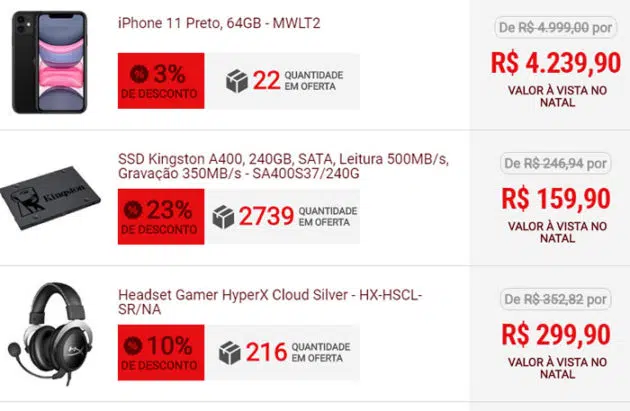 iPhone 11 Preto, 64GB - MWLT2
% 3%
DE DESCONTO
22 QUANTIDADE
EM OFERTA
De R$ 4.999,00 por
R$ 4.239,90
VALOR À VISTA NO
NATAL
SSD Kingston A400, 240GB, SATA, Leitura 500MB/s,
Gravação 350MB/s - SA400S37/240G
Kingston
% 23%
DE DESCONTO
2739 QUANTIDADE
EM OFERTA
De R$ 246,94 por
R$ 159,90
VALOR À VISTA NO
NATAL
Headset Gamer HyperX Cloud Silver - HX-HSCL-
SR/NA
HX
% 10%
DE DESCONTO
216 QUANTIDADE
EM OFERTA
De R$ 352,82 por
R$ 299,90
VALOR À VISTA NO
NATAL